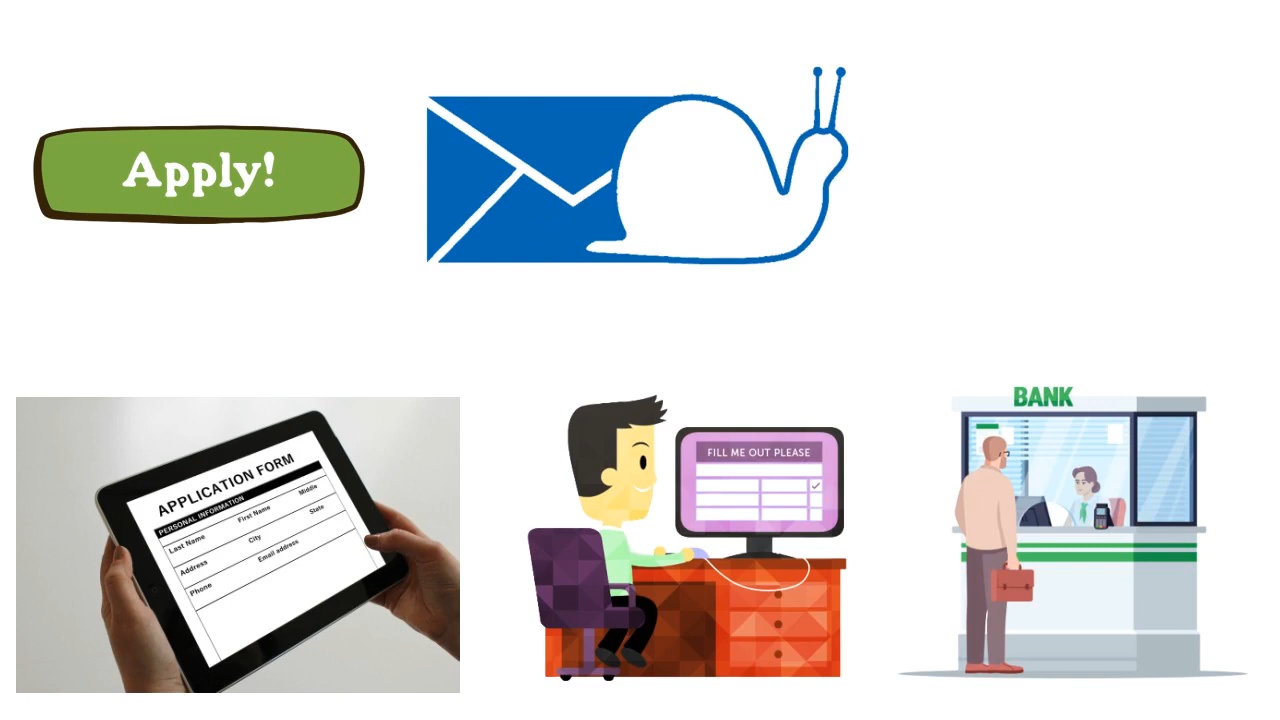 Apply!
APPLICATION FORM
PERSONAL INFORMATION
Last Name First Name Middle
Address City State
Phone Email address
FILL ME OUT PLEASE
BANK